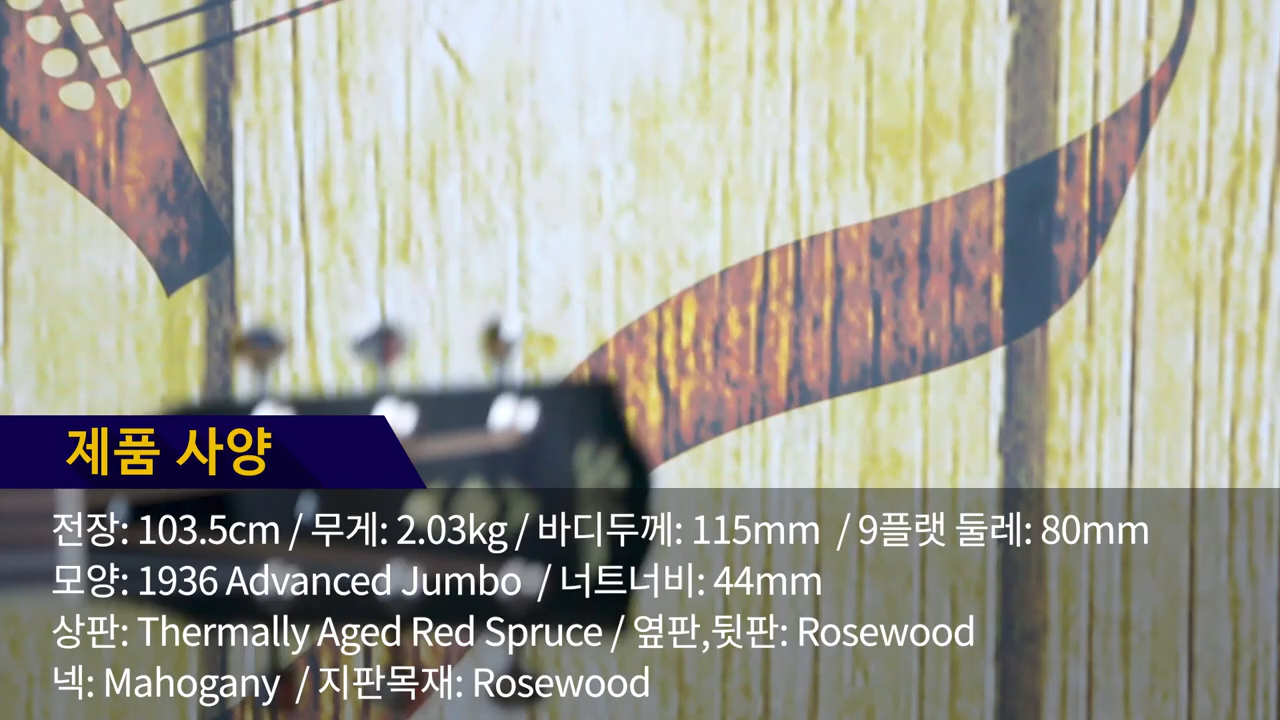 제품 사양
전장: 103.5cm / 무게: 2.03kg / 바디두께: 115mm / 9플랫 둘레: 80mm
모양: 1936 Advanced Jumbo / 너트너비: 44mm
상판: Thermally Aged Red Spruce / 옆판,뒷판: Rosewood
넥: Mahogany / 지판목재: Rosewood